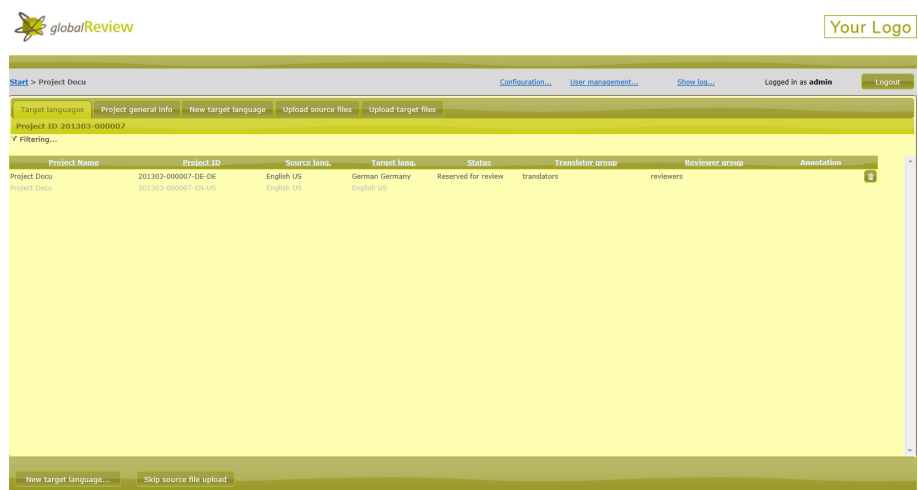 globalReview
Your Logo
Start > Project Docu
Configuration... User management... Show log... Logged in as admin Logout
Target languages Project general info New target language Upload source files Upload target files
Project ID 201303-000007
Filtering...
Project Name Project ID Source lang. Target lang. Status Translator group Reviewer group Annotation
Project Docu 201303-000007-DE-DE English US German Germany Reserved for review translators reviewers
Project Docu 201303-000007-EN-US English US English US
New target language... Skip source file upload